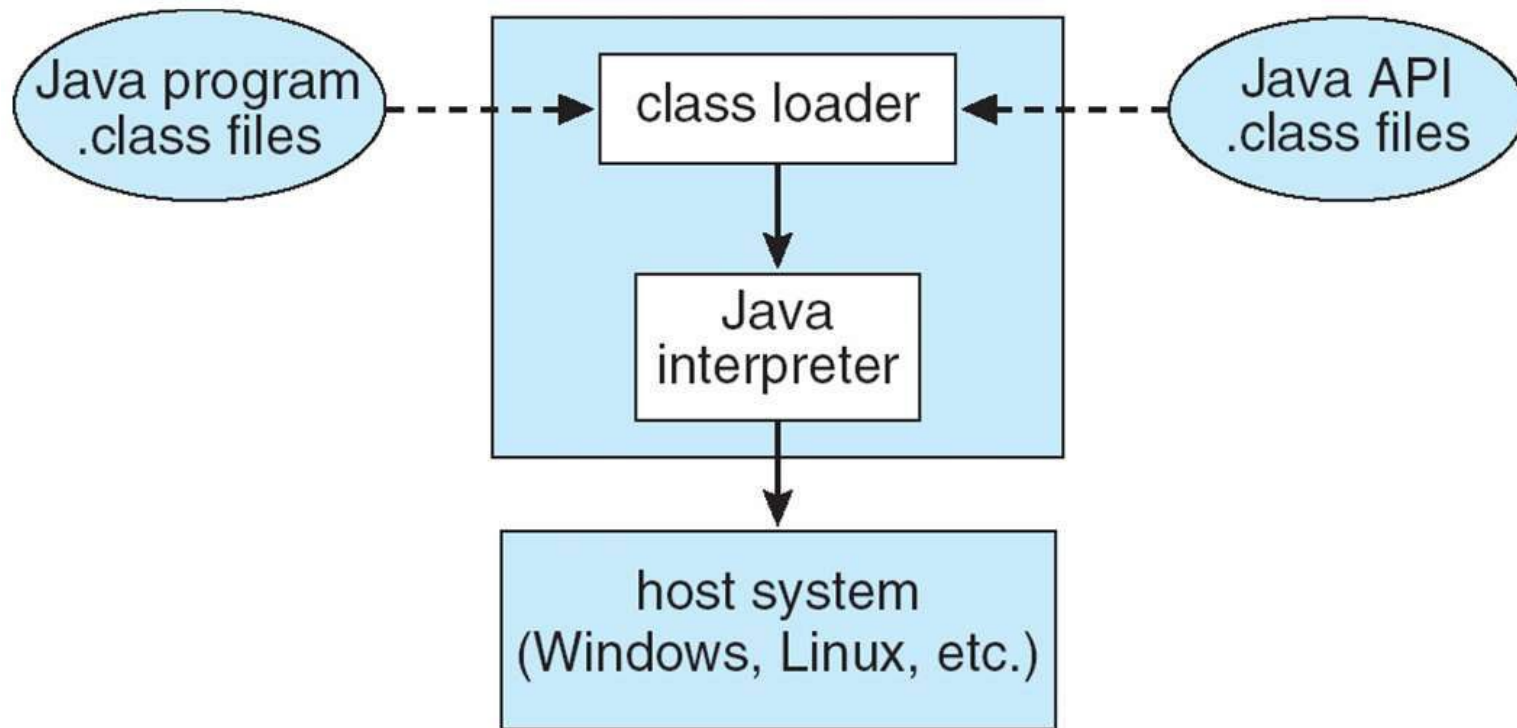 Java program
.class files
class loader
Java API
.class files
Java
interpreter
host system
(Windows, Linux, etc.)